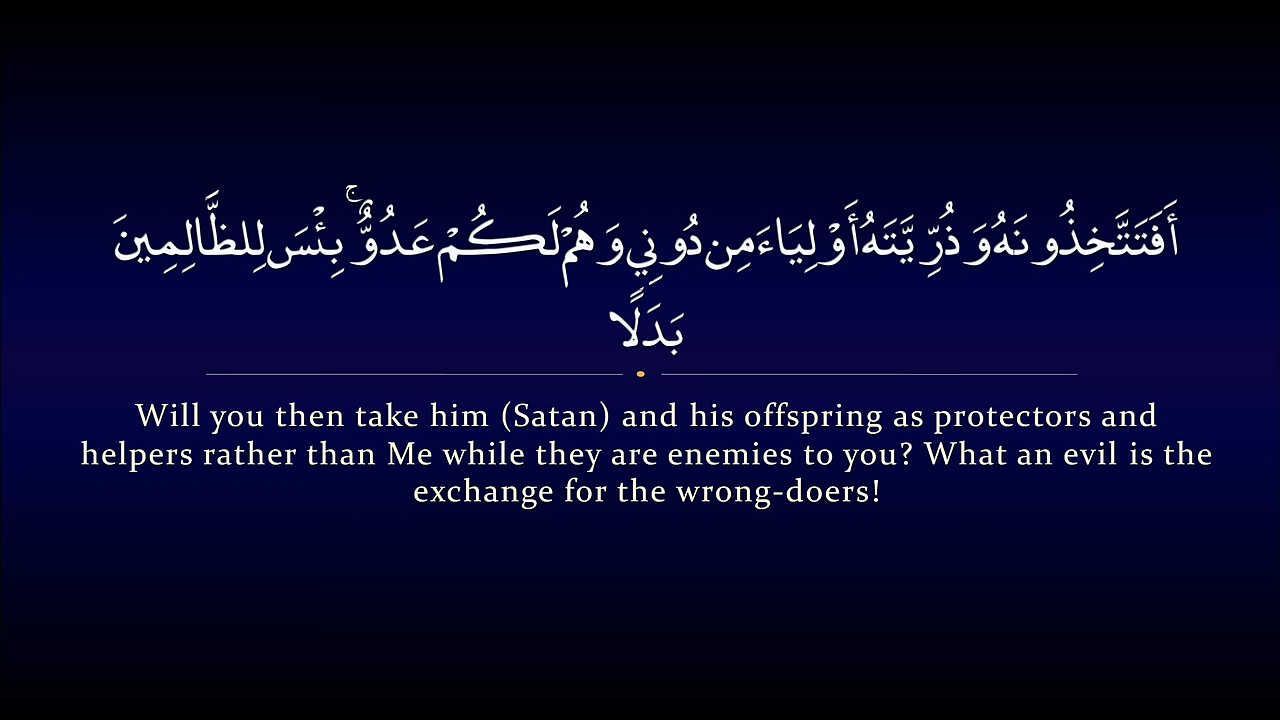 أَفَتَتَّخِذُونَهُ وَذُرِّيَّتَهُ أَوْلِيَاءَ مِن دُونِي وَهُمْ لَكُمْ عَدُوٌّ ۚ بِئْسَ لِلظَّالِمِينَ
بَدَلًا
Will you then take him (Satan) and his offspring as protectors and
helpers rather than Me while they are enemies to you? What an evil is the
exchange for the wrong-doers!